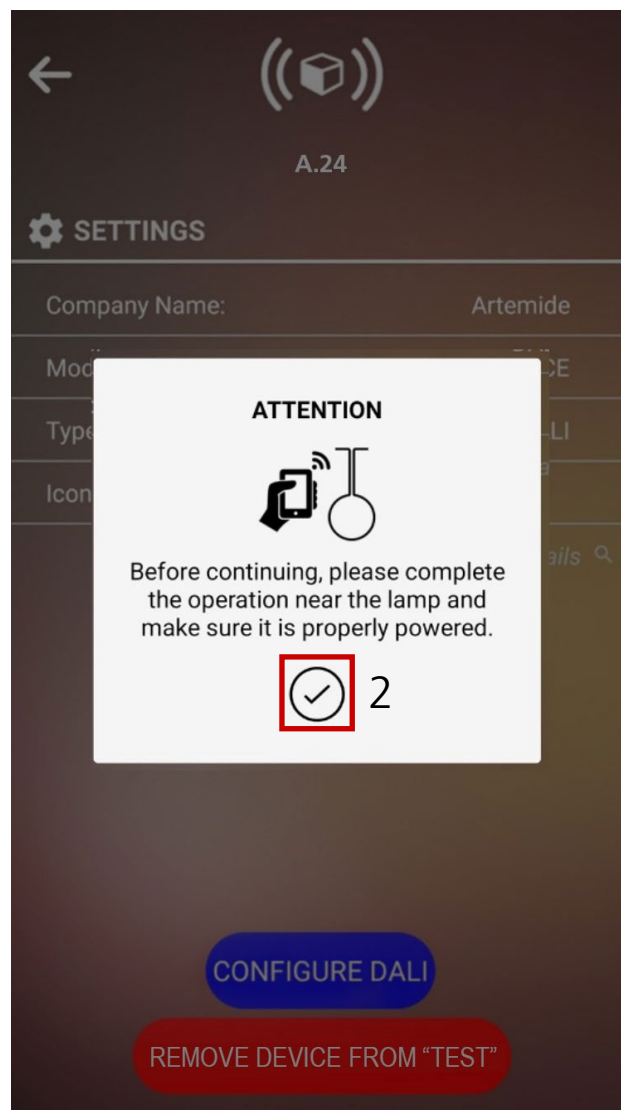 A.24
SETTINGS
Company Name: Artemide
ATTENTION
Before continuing, please complete
the operation near the lamp and
make sure it is properly powered.
2
CONFIGURE DALI
REMOVE DEVICE FROM “TEST”